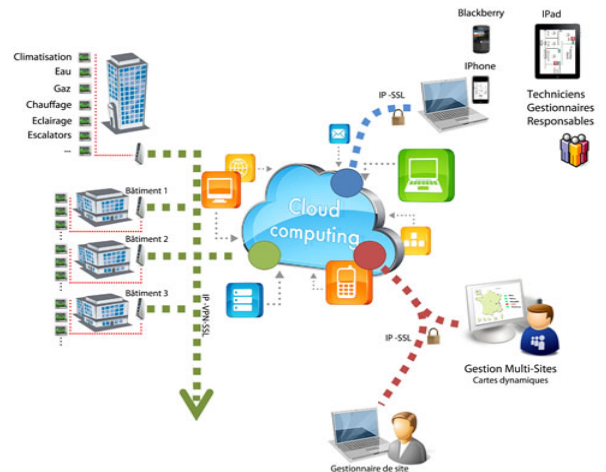 Blackberry
IPad
Climatisation
Eau
Gaz
Chauffage
Eclairage
Escalators
...
IPhone
IP -SSL
Techniciens
Gestionnaires
Responsables
Bâtiment 1
Bâtiment 2
Bâtiment 3
IP -VPN-SSL
Cloud
computing
IP -SSL
Gestion Multi-Sites
Cartes dynamiques
Gestionnaire de site